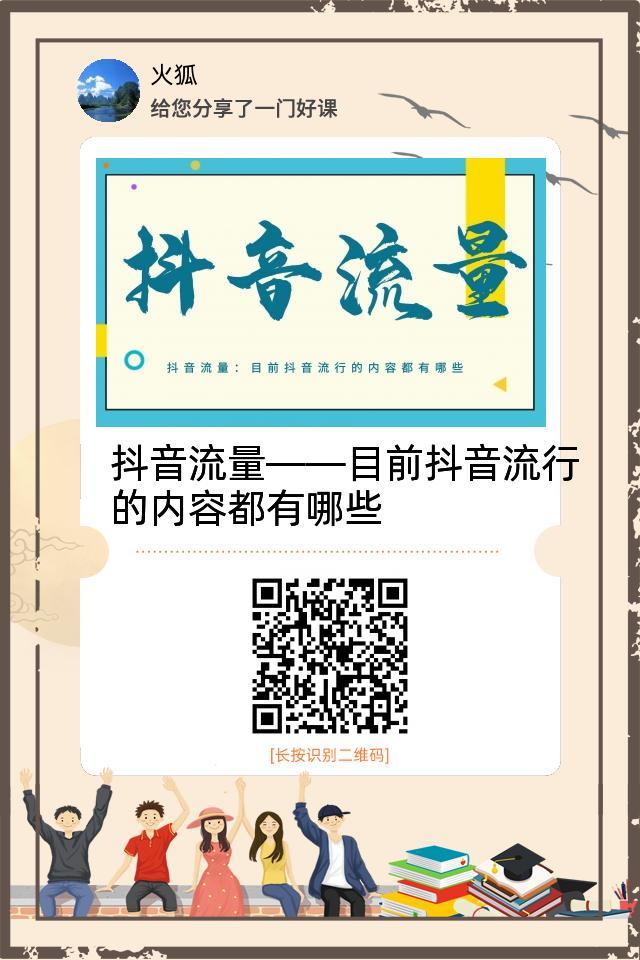 火狐
给您分享了一门好课
抖音流量
抖音流量：目前抖音流行的内容都有哪些
抖音流量——目前抖音流行
的内容都有哪些
[长按识别二维码]